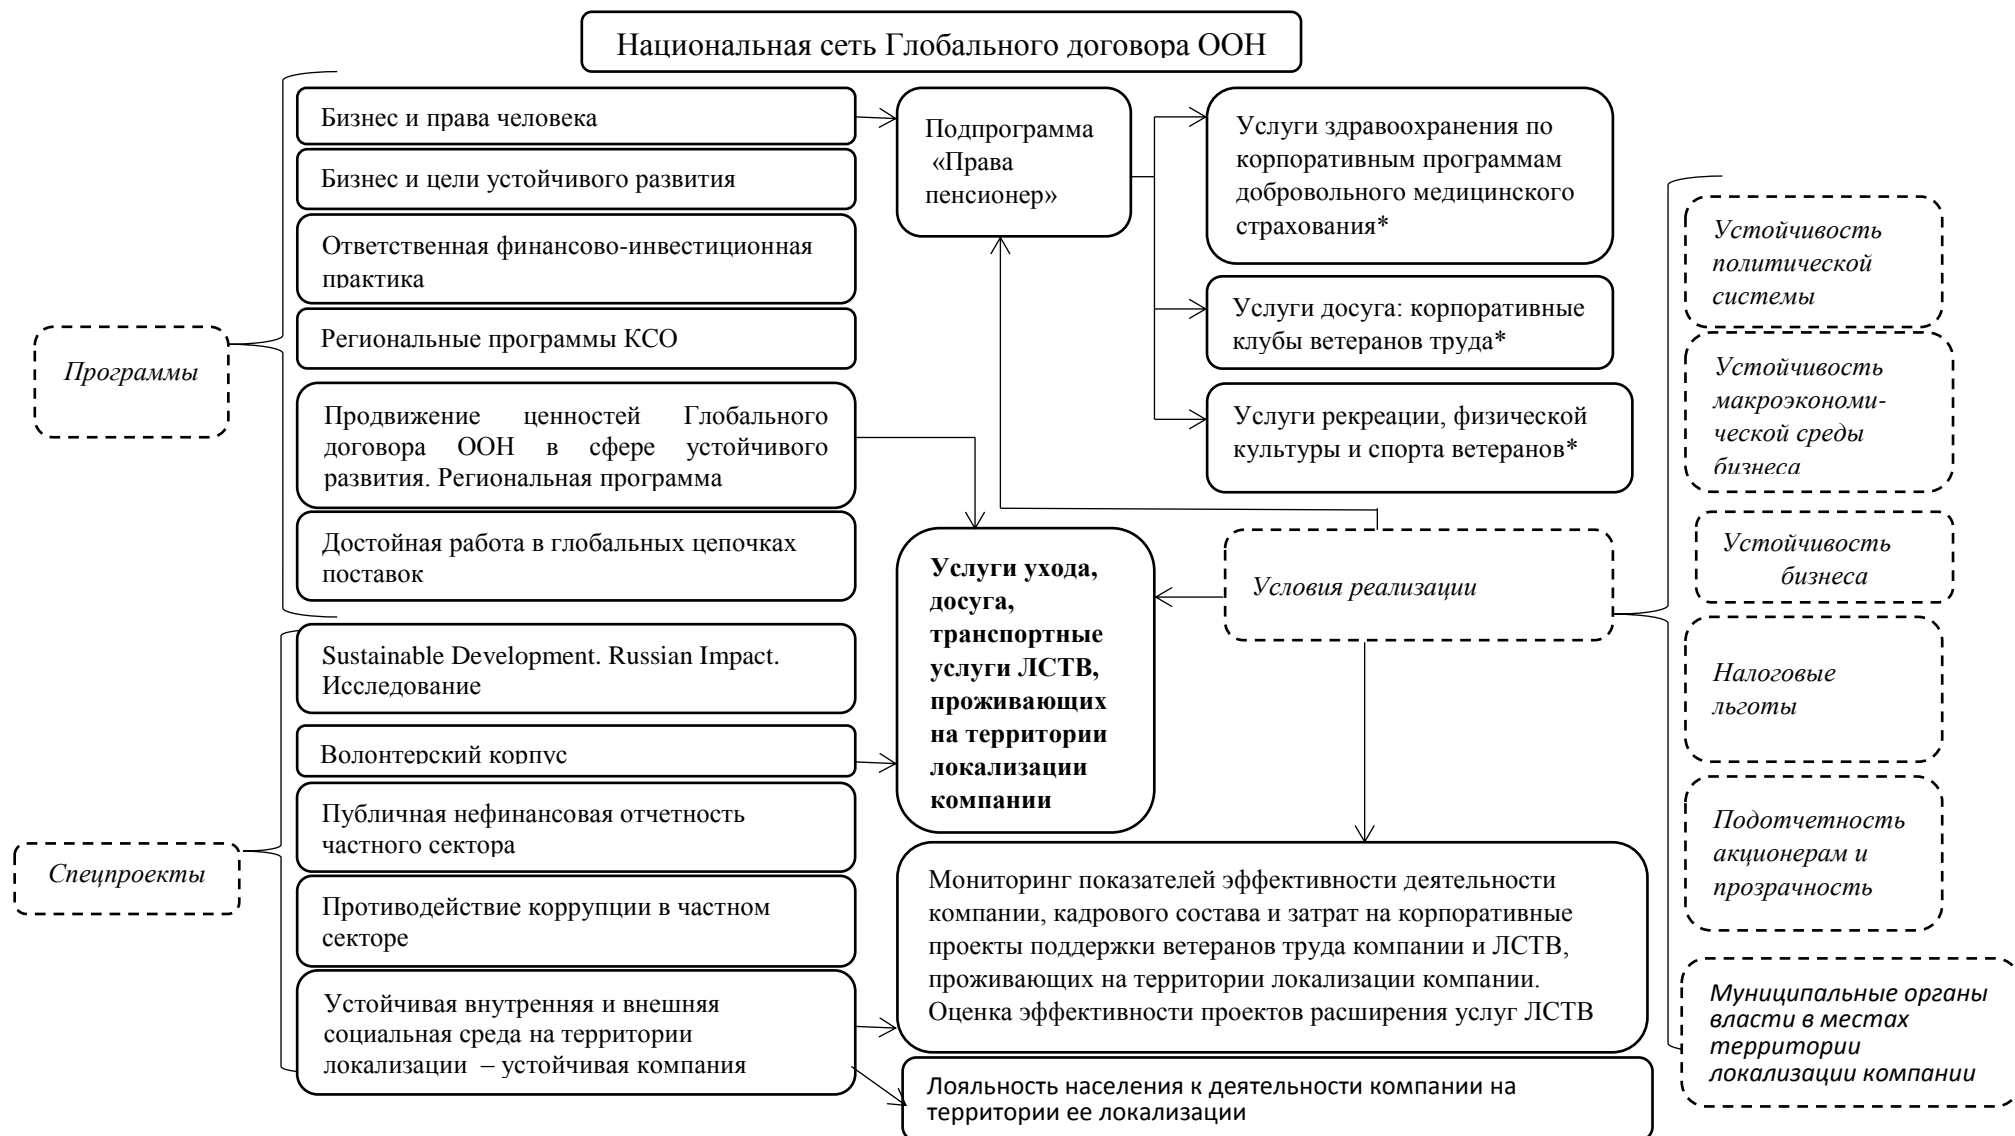 Национальная сеть Глобального договора ООН
Программы
Бизнес и права человека
Бизнес и цели устойчивого развития
Ответственная финансово-инвестиционная
практика
Региональные программы КСО
Продвижение ценностей Глобального
договора ООН в сфере устойчивого
развития. Региональная программа
Достойная работа в глобальных цепочках
поставок
Спецпроекты
Sustainable Development. Russian Impact.
Исследование
Волонтерский корпус
Публичная нефинансовая отчетность
частного сектора
Противодействие коррупции в частном
секторе
Устойчивая внутренняя и внешняя
социальная среда на территории
локализации – устойчивая компания
Подпрограмма
«Права
пенсионер»
Услуги ухода,
досуга,
транспортные
услуги ЛСТВ,
проживающих
на территории
локализации
компании
Услуги здравоохранения по
корпоративным программам
добровольного медицинского
страхования*
Услуги досуга: корпоративные
клубы ветеранов труда*
Услуги рекреации, физической
культуры и спорта ветеранов*
Условия реализации
Мониторинг показателей эффективности деятельности
компании, кадрового состава и затрат на корпоративные
проекты поддержки ветеранов труда компании и ЛСТВ,
проживающих на территории локализации компании.
Оценка эффективности проектов расширения услуг ЛСТВ
Лояльность населения к деятельности компании на
территории ее локализации
Устойчивость
политической
системы
Устойчивость
макроэкономи-
ческой среды
бизнеса
Устойчивость
бизнеса
Налоговые
льготы
Подотчетность
акционерам и
прозрачность
Муниципальные органы
власти в местах
территории
локализации компании